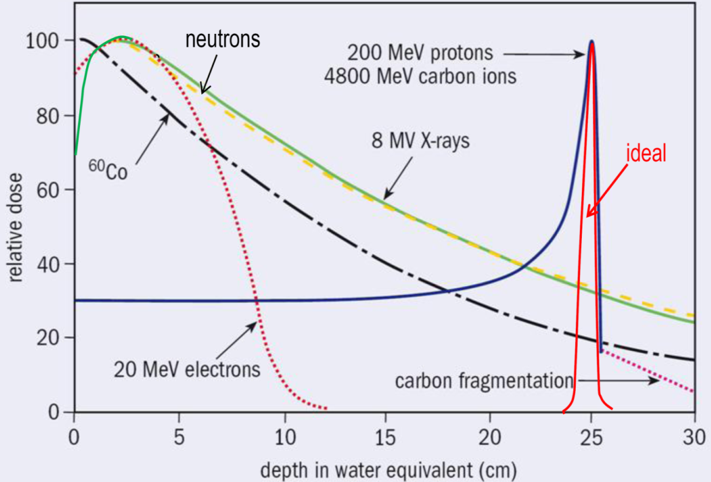 neutrons
200 MeV protons
4800 MeV carbon ions
8 MV X-rays
ideal
⁶⁰Co
20 MeV electrons
carbon fragmentation
relative dose
100
80
60
40
20
0
0 5 10 15 20 25 30
depth in water equivalent (cm)